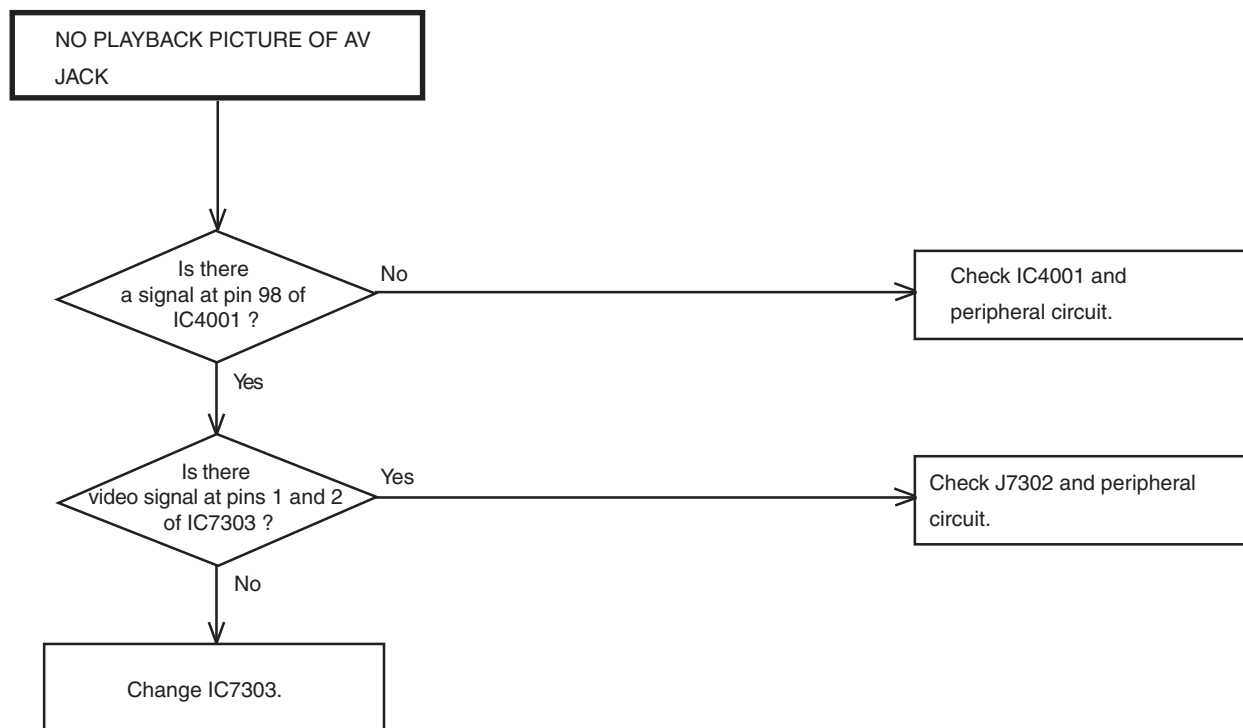 NO PLAYBACK PICTURE OF AV
JACK
Is there
a signal at pin 98 of
IC4001 ?
No
Check IC4001 and
peripheral circuit.
Yes
Is there
video signal at pins 1 and 2
of IC7303 ?
Yes
Check J7302 and peripheral
circuit.
No
Change IC7303.